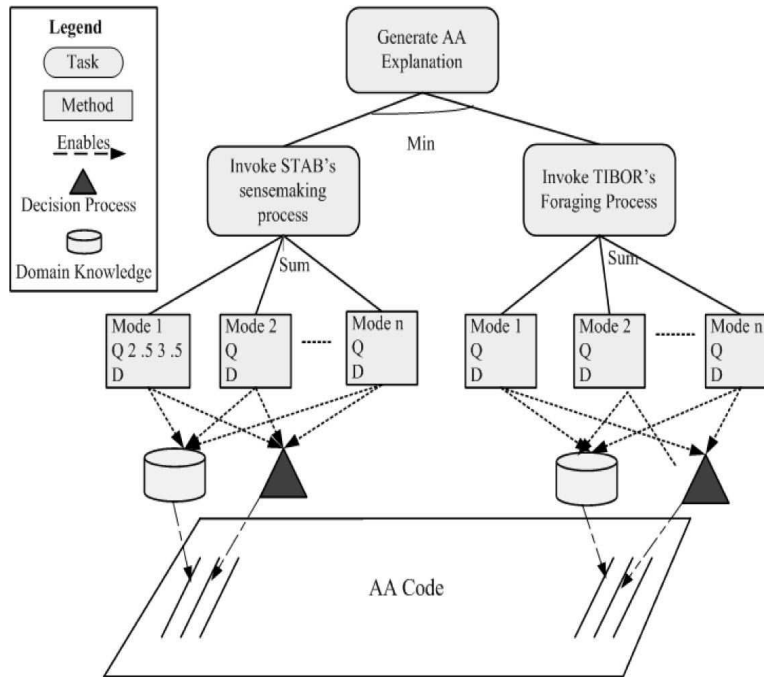 Legend
Task
Method
Enables
Decision Process
Domain Knowledge
Generate AA
Explanation
Min
Invoke STAB's
sensemaking
process
Invoke TIBOR's
Foraging Process
Sum
Sum
Mode 1
Q 2 .5 3 .5
D
Mode 2
Q
D
Mode n
Q
D
Mode 1
Q
D
Mode 2
Q
D
Mode n
Q
D
AA Code